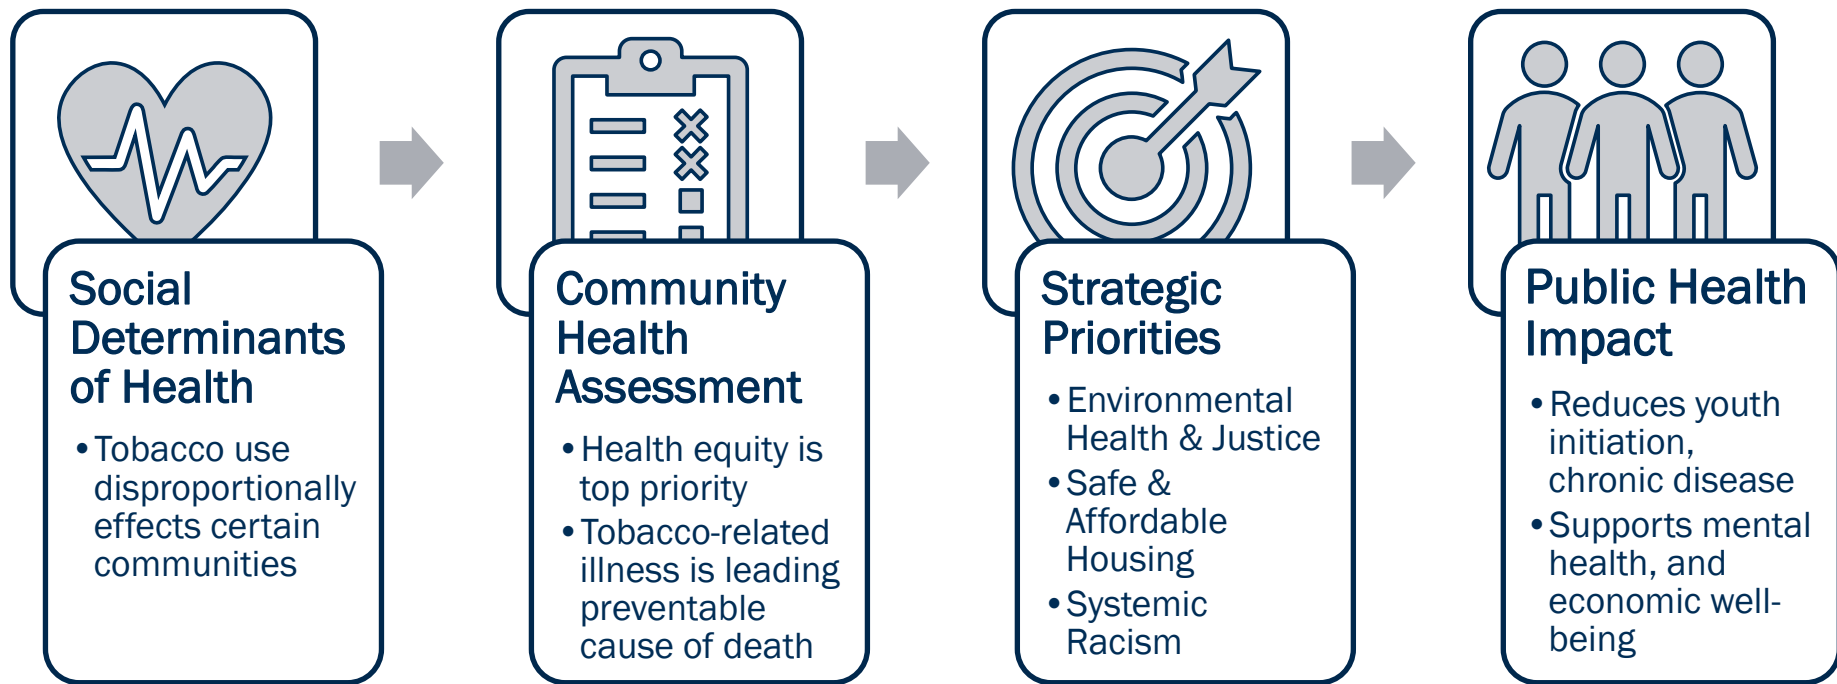 Social
Determinants
of Health
• Tobacco use
disproportionally
effects certain
communities
Community
Health
Assessment
• Health equity is
top priority
• Tobacco-related
illness is leading
preventable
cause of death
Strategic
Priorities
• Environmental
Health & Justice
• Safe &
Affordable
Housing
• Systemic
Racism
Public Health
Impact
• Reduces youth
initiation,
chronic disease
• Supports mental
health, and
economic well-
being